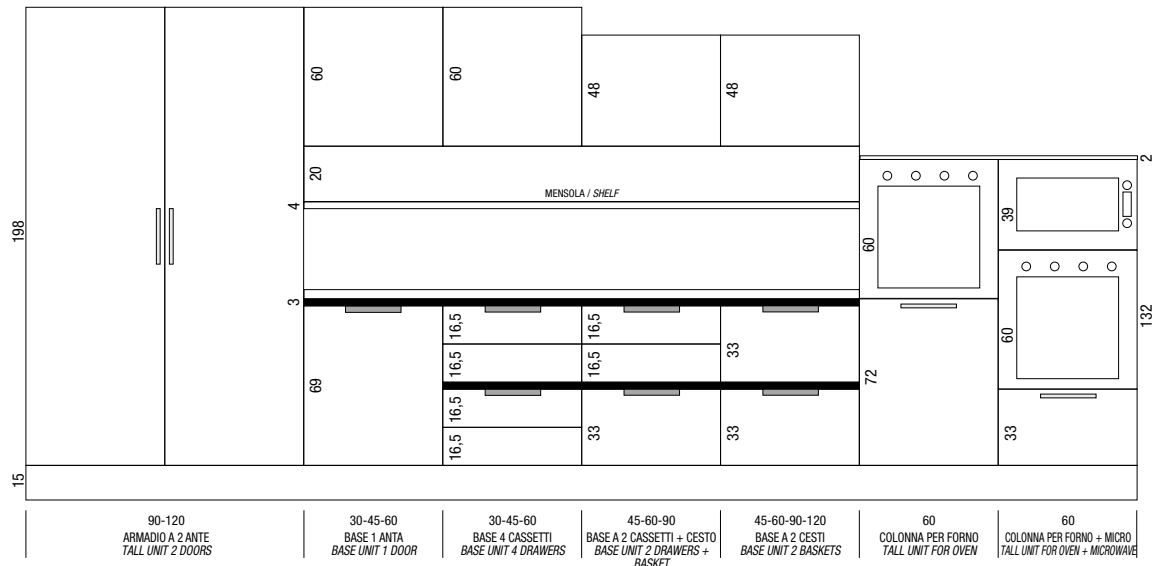 60
60
48
48
20
MENSOLA / SHELF
4
2
39
198
60
3
60
132
16,5
16,5
16,5
16,5
33
69
72
16,5
16,5
33
33
33
15
90-120
ARMADIO A 2 ANTE
TALL UNIT 2 DOORS
30-45-60
BASE 1 ANTA
BASE UNIT 1 DOOR
30-45-60
BASE 4 CASSETTI
BASE UNIT 4 DRAWERS
45-60-90
BASE A 2 CASSETTI + CESTO
BASE UNIT 2 DRAWERS +
BASKET
45-60-90-120
BASE A 2 CESTI
BASE UNIT 2 BASKETS
60
COLONNA PER FORNO
TALL UNIT FOR OVEN
60
COLONNA PER FORNO + MICRO
TALL UNIT FOR OVEN + MICROWAVE